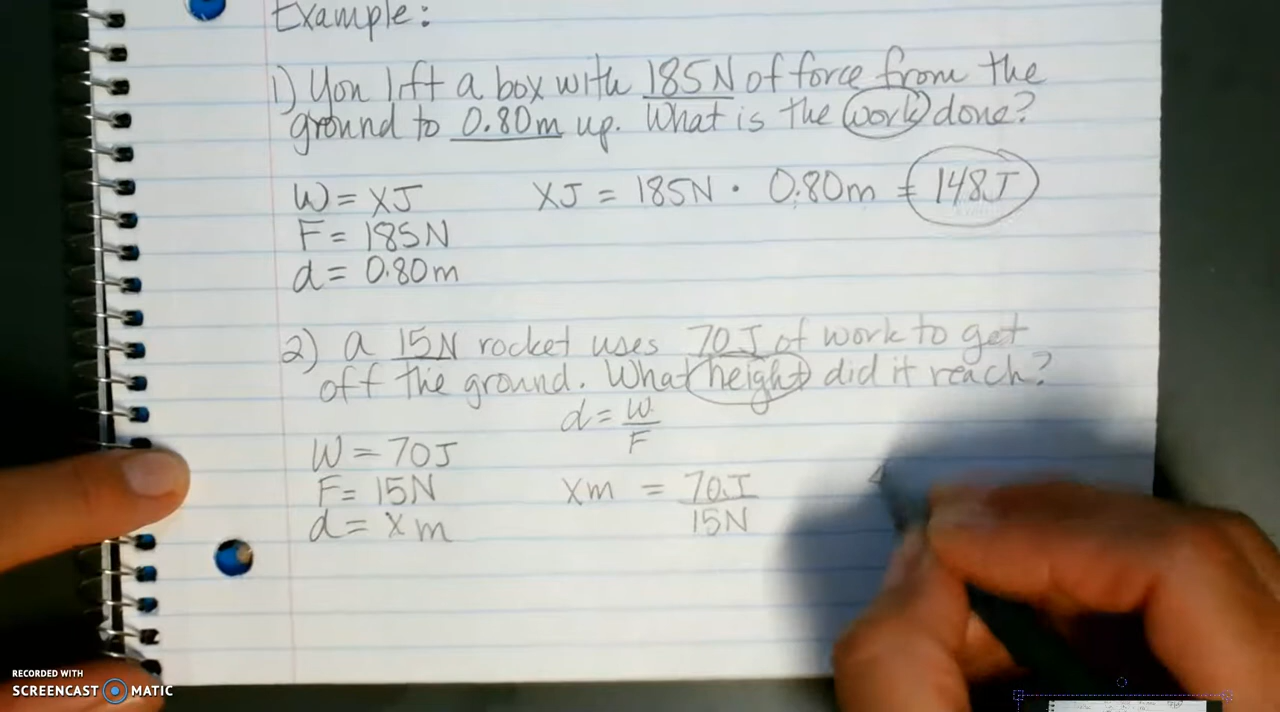 Example:
1) You lift a box with 185N of force from the
ground to 0.80m up. What is the work done?
W = XJ XJ = 185N · 0.80m = 148J
F = 185N
d = 0.80m
2) a 15N rocket uses 70J of work to get
off the ground. What height did it reach?
d = W/F
W = 70J
F = 15N Xm = 70J/15N
d = Xm
RECORDED WITH
SCREENCAST MATIC